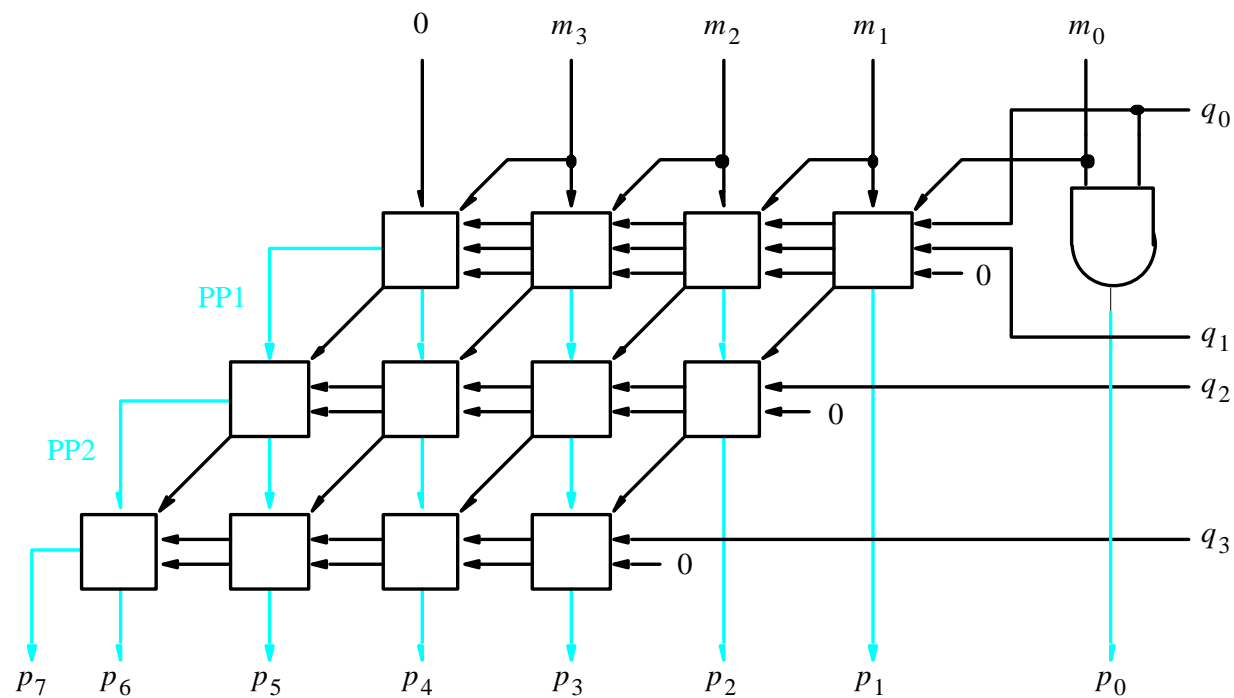 0 m₃ m₂ m₁ m₀
q₀
0
PP1
q₁
q₂
0
PP2
q₃
0
p₇ p₆ p₅ p₄ p₃ p₂ p₁ p₀